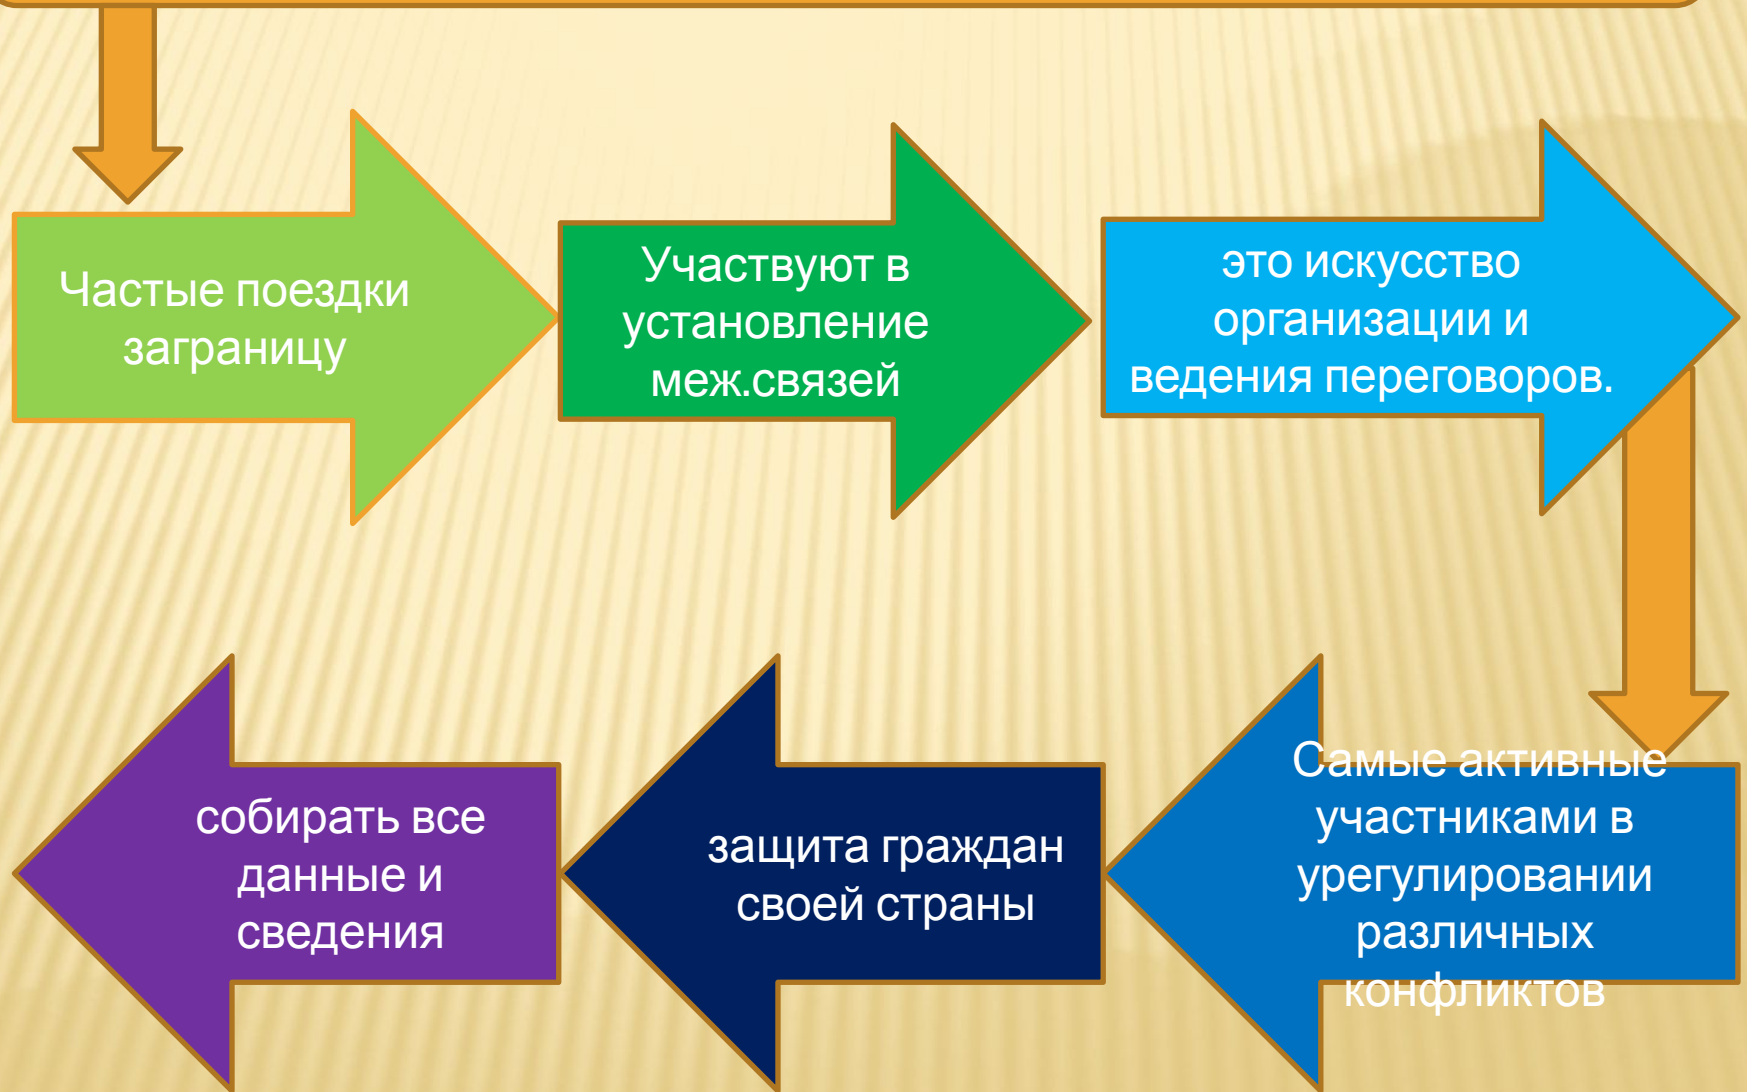 Частые поездки
заграницу
Участвуют в
установление
меж.связей
это искусство
организации и
ведения переговоров.
Самые активные
участниками в
урегулировании
различных
конфликтов
защита граждан
своей страны
собирать все
данные и
сведения